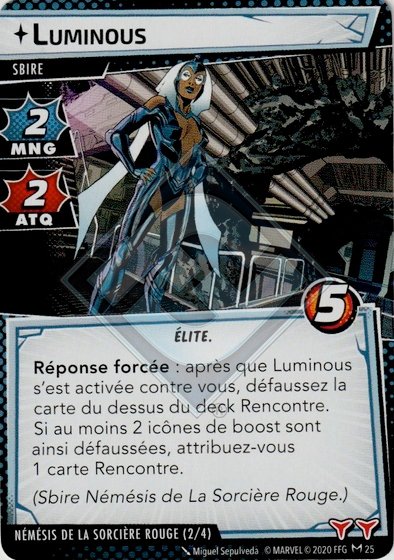 Luminous
SBIRE
2
MNG
2
ATQ
5
ÉLITE.
Réponse forcée : après que Luminous
s'est activée contre vous, défaussez la
carte du dessus du deck Rencontre.
Si au moins 2 icônes de boost sont
ainsi défaussées, attribuez-vous
1 carte Rencontre.
(Sbire Némésis de La Sorcière Rouge.)
NÉMÉSIS DE LA SORCIÈRE ROUGE (2/4)
Miguel Sepulveda © MARVEL © 2020 FFG 25